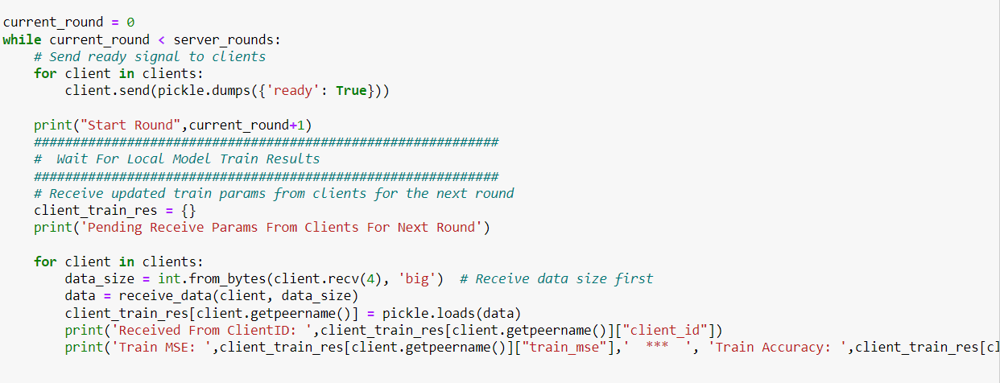 current_round = 0
while current_round < server_rounds:
    # Send ready signal to clients
    for client in clients:
        client.send(pickle.dumps({'ready': True}))

    print("Start Round",current_round+1)
    ############################################################
    #  Wait For Local Model Train Results
    ############################################################
    # Receive updated train params from clients for the next round
    client_train_res = {}
    print('Pending Receive Params From Clients For Next Round')

    for client in clients:
        data_size = int.from_bytes(client.recv(4), 'big')  # Receive data size first
        data = receive_data(client, data_size)
        client_train_res[client.getpeername()] = pickle.loads(data)
        print('Received From ClientID: ',client_train_res[client.getpeername()]["client_id"])
        print('Train MSE: ',client_train_res[client.getpeername()]["train_mse"],'  ***  ', 'Train Accuracy: ',client_train_res[cl